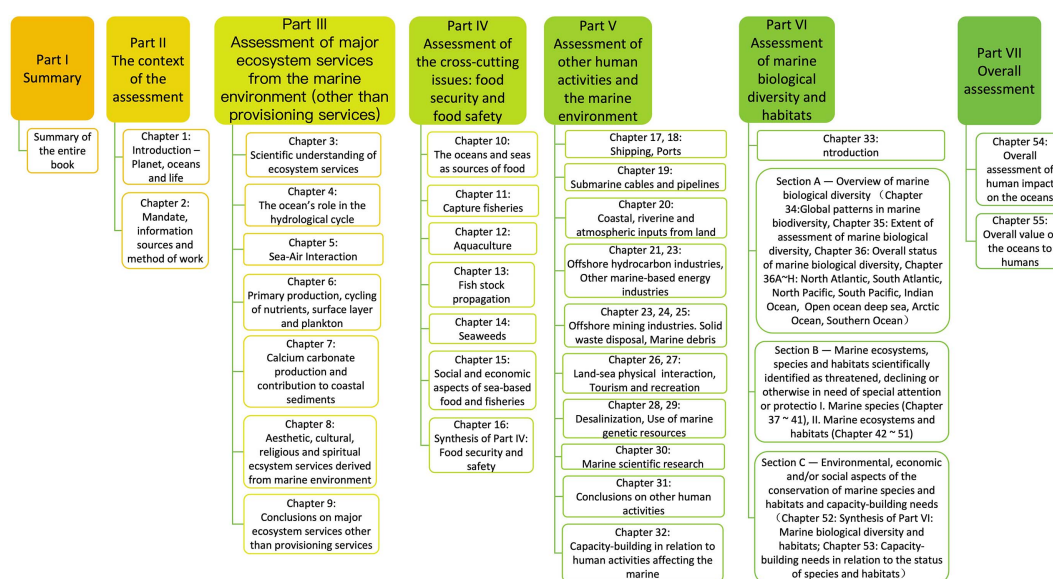 Part I
Summary
Summary of
the entire
book
Part II
The context
of the
assessment
Chapter 1:
Introduction –
Planet, oceans
and life
Chapter 2:
Mandate,
information
sources and
method of work
Part III
Assessment of major
ecosystem services
from the marine
environment (other than
provisioning services)
Chapter 3:
Scientific understanding of
ecosystem services
Chapter 4:
The ocean's role in the
hydrological cycle
Chapter 5:
Sea-Air Interaction
Chapter 6:
Primary production, cycling
of nutrients, surface layer
and plankton
Chapter 7:
Calcium carbonate
production and
contribution to coastal
sediments
Chapter 8:
Aesthetic, cultural,
religious and spiritual
ecsystem services derived
from marine environment
Chapter 9:
Conclusions on major
ecosystem services other
than provisioning services
Part IV
Assessment of
the cross-cutting
issues: food
security and
food safety
Chapter 10:
The oceans and seas
as sources of food
Chapter 11:
Capture fisheries
Chapter 12:
Aquaculture
Chapter 13:
Fish stock
propagation
Chapter 14:
Seaweeds
Chapter 15:
Social and economic
aspects of sea-based
food and fisheries
Chapter 16:
Synthesis of Part IV:
Food security and
safety
Part V
Assessment of
other human
activities and
the marine
environment
Chapter 17, 18:
Shipping, Ports
Chapter 19:
Submarine cables and pipelines
Chapter 20:
Coastal, riverine and
atmospheric inputs from land
Chapter 21, 23:
Offshore hydrocarbon industries,
Other marine-based energy
industries
Chapter 23, 24, 25:
Offshore mining industries. Solid
waste disposal, Marine debris
Chapter 26, 27:
Land-sea physical interaction,
Tourism and recreation
Chapter 28, 29:
Desalinization, Use of marine
genetic resources
Chapter 30:
Marine scientific research
Chapter 31:
Conclusions on other human
activities
Chapter 32:
Capacity-building in relation to
human activities affecting the
marine
Part VI
Assessment
of marine
biological
diversity and
habitats
Chapter 33:
ntroduction
Section A — Overview of marine
biological diversity （Chapter
34:Global patterns in marine
biodiversity, Chapter 35: Extent of
assessment of marine biological
diversity, Chapter 36: Overall status
of marine biological diversity, Chapter
36A~H: North Atlantic, South Atlantic,
North Pacific, South Pacific, Indian
Ocean, Open ocean deep sea, Arctic
Ocean, Southern Ocean）
Section B — Marine ecosystems,
species and habitats scientifically
identified as threatened, declining or
otherwise in need of special attention
or protectio I. Marine species (Chapter
37 ~ 41), II. Marine ecosystems and
habitats (Chapter 42 ~ 51)
Section C — Environmental, economic
and/or social aspects of the
conservation of marine species and
habitats and capacity-building needs
（Chapter 52: Synthesis of Part VI:
Marine biological diversity and
habitats; Chapter 53: Capacity-
building needs in relation to the status
of species and habitats）
Part VII
Overall
assessment
Chapter 54:
Overall
assessment of
human impact
on the oceans
Chapter 55:
Overall value o
the oceans to
humans